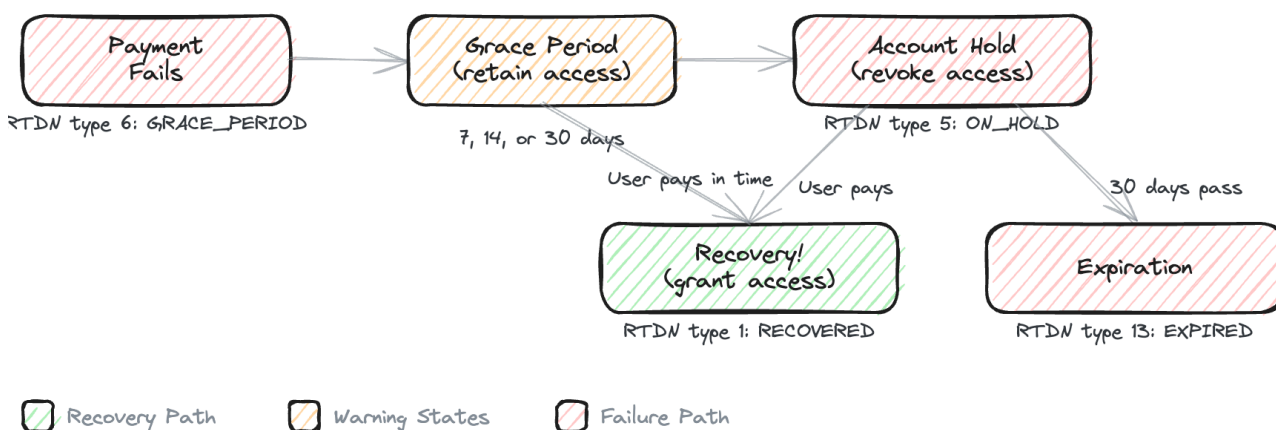 Payment
Fails
Grace Period
(retain access)
Account Hold
(revoke access)
RTDN type 6: GRACE_PERIOD
RTDN type 5: ON_HOLD
7, 14, or 30 days
User pays in time
User pays
30 days pass
Recovery!
(grant access)
Expiration
RTDN type 1: RECOVERED
RTDN type 13: EXPIRED
Recovery Path
Warning States
Failure Path